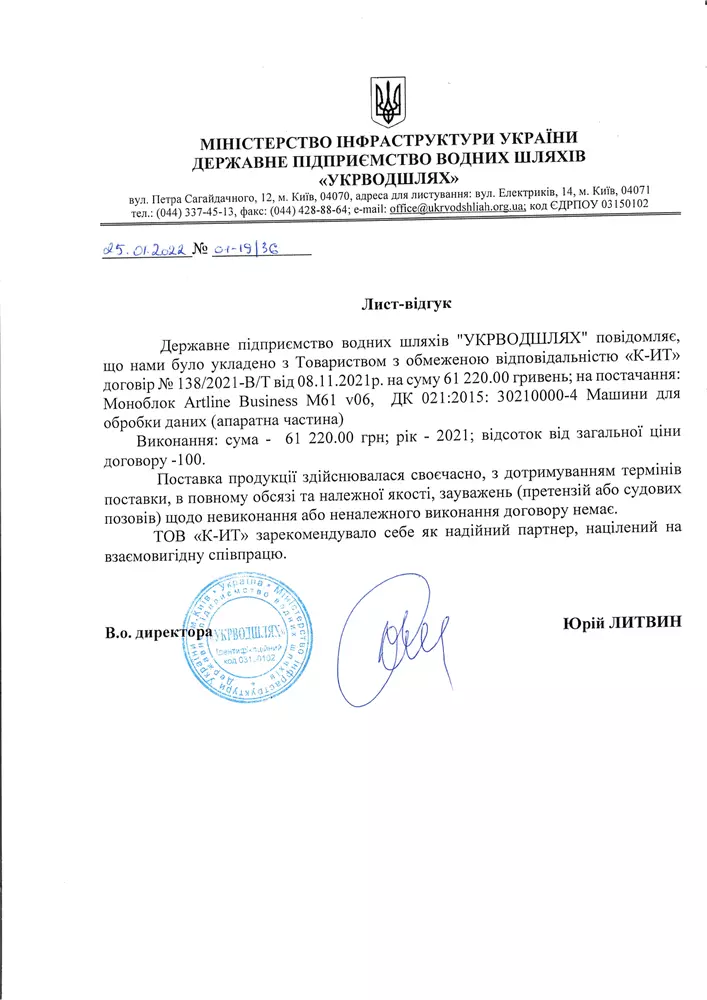 МІНІСТЕРСТВО ІНФРАСТРУКТУРИ УКРАЇНИ
ДЕРЖАВНЕ ПІДПРИЄМСТВО ВОДНИХ ШЛЯХІВ
«УКРВОДШЛЯХ»
вул. Петра Сагайдачного, 12, м. Київ, 04070, адреса для листування: вул. Електриків, 14, м. Київ, 04071
тел.: (044) 337-45-13, факс: (044) 428-88-64; e-mail: office@ukrvodshliah.org.ua; код ЄДРПОУ 03150102
25.01.2022 № 01-19/36
Лист-відгук
Державне підприємство водних шляхів "УКРВОДШЛЯХ" повідомляє,
що нами було укладено з Товариством з обмеженою відповідальністю «К-ИТ»
договір № 138/2021-В/Т від 08.11.2021р. на суму 61 220.00 гривень; на постачання:
Моноблок Artline Business M61 v06, ДК 021:2015: 30210000-4 Машини для
обробки даних (апаратна частина)
Виконання: сума - 61 220.00 грн; рік - 2021; відсоток від загальної ціни
договору -100.
Поставка продукції здійснювалася своєчасно, з дотримуванням термінів
поставки, в повному обсязі та належної якості, зауважень (претензій або судових
позовів) щодо невиконання або неналежного виконання договору немає.
ТОВ «К-ИТ» зарекомендувало себе як надійний партнер, націлений на
взаємовигідну співпрацю.
В.о. директора
Юрій ЛИТВИН
Україна • Міністерство інфраструктури України • м.Київ
Державне підприємство водних шляхів
УКРВОДШЛЯХ
Ідентифікаційний
код 03150102